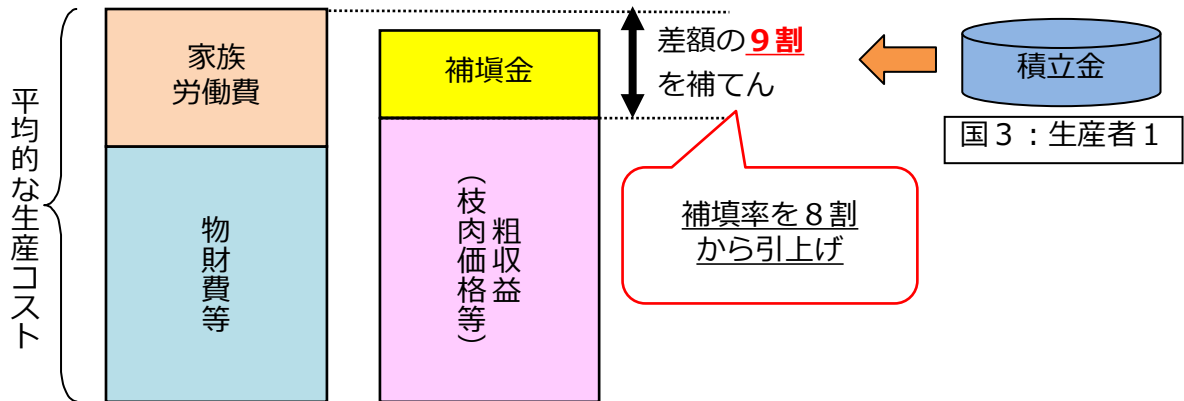 平均的な生産コスト
家族
労働費
物財費等
補塡金
粗収益
（枝肉価格等）
差額の９割
を補てん
補填率を８割
から引上げ
積立金
国３：生産者１